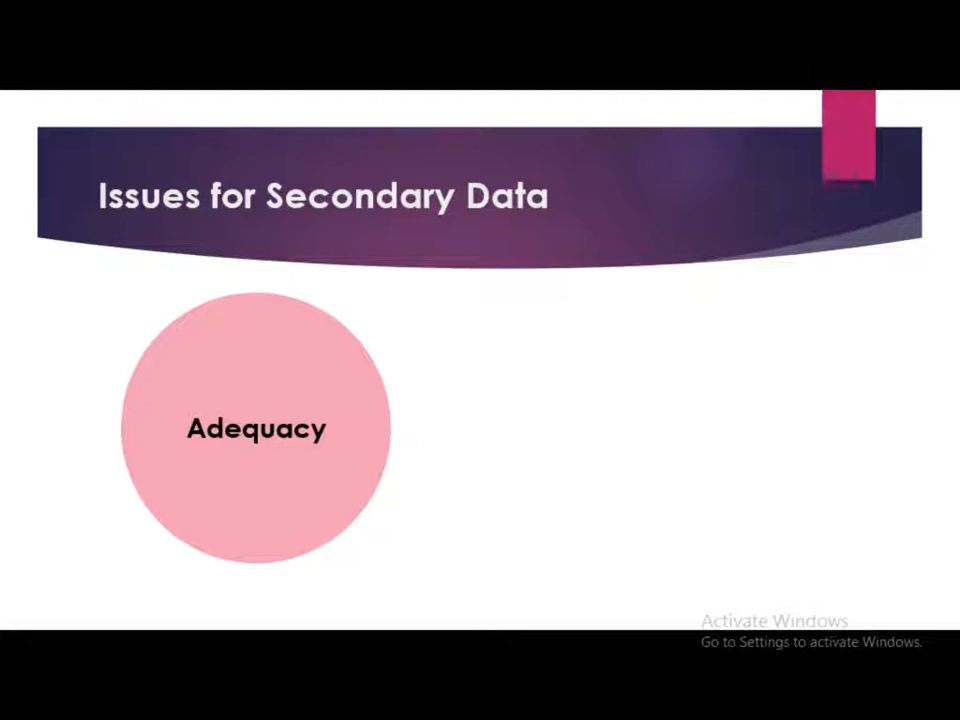 Issues for Secondary Data
Adequacy
Activate Windows
Go to Settings to activate Windows.